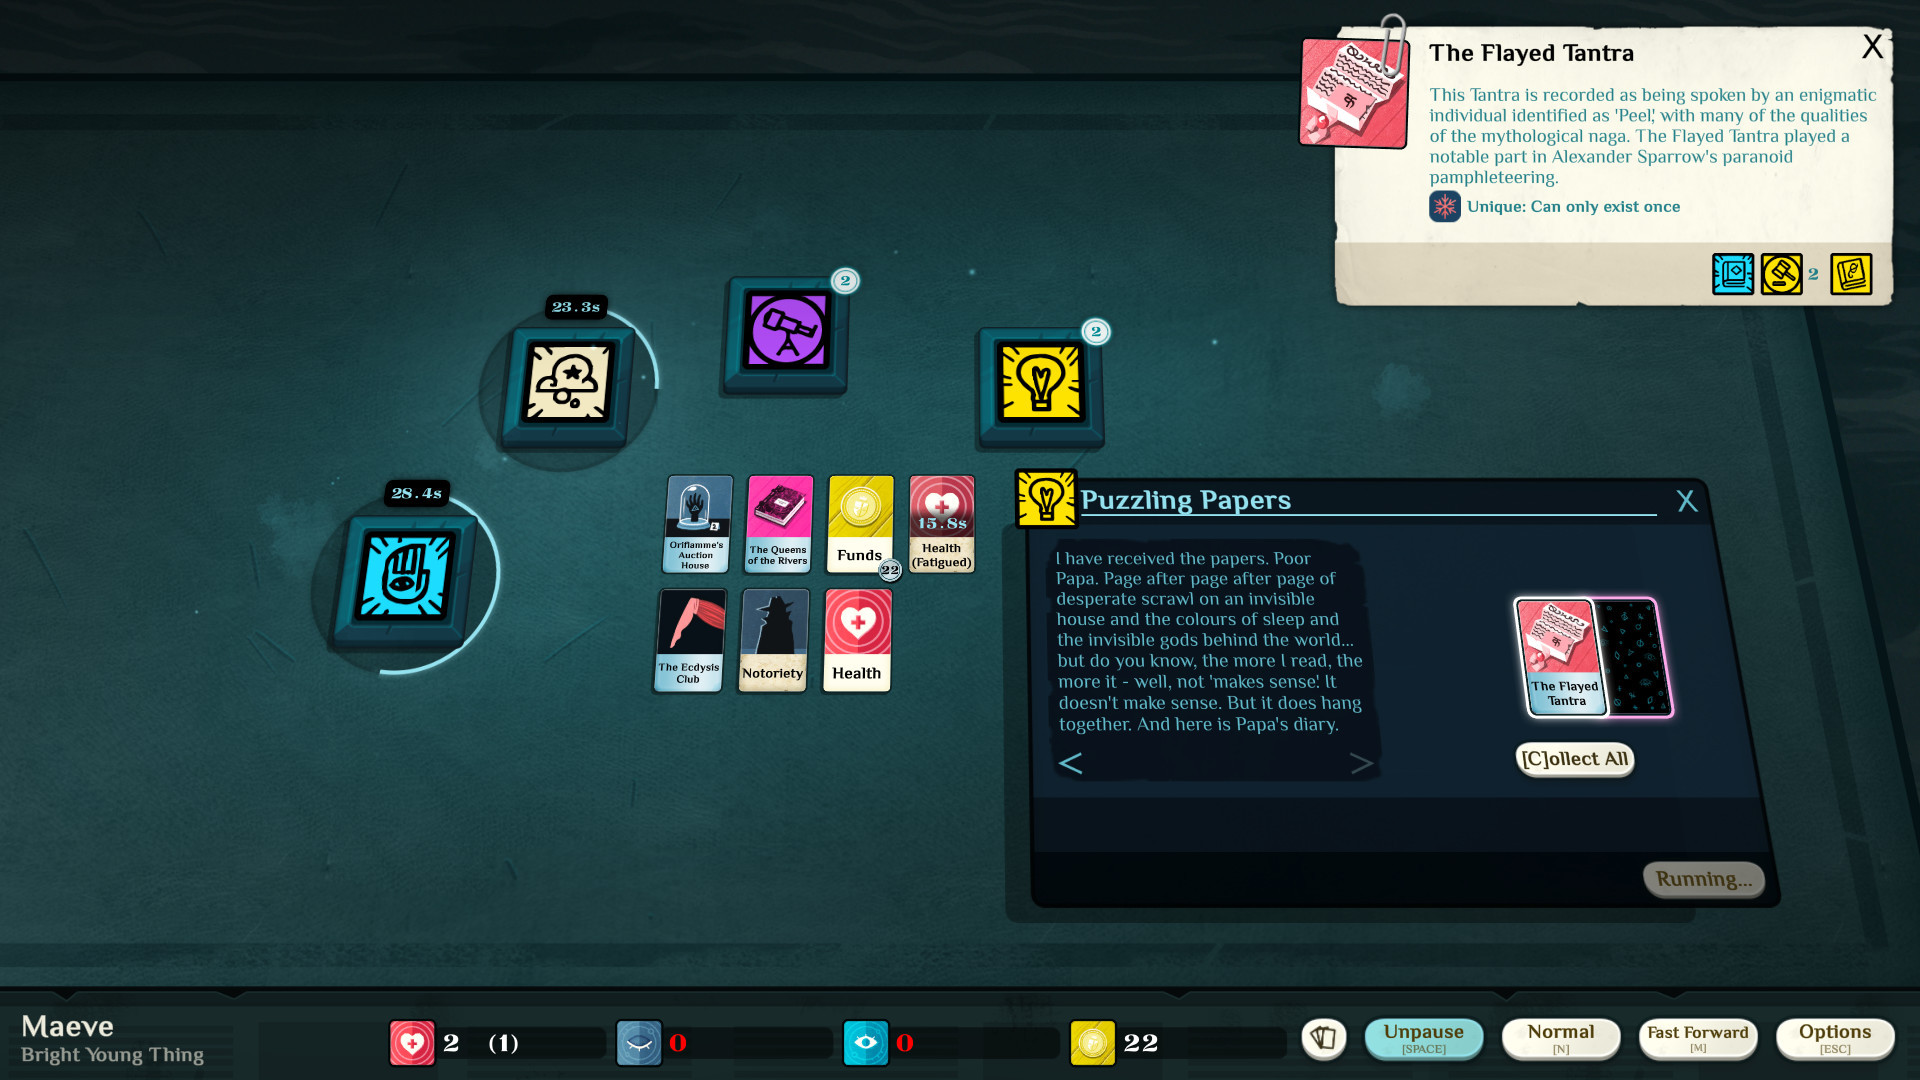 The Flayed Tantra
X
This Tantra is recorded as being spoken by an enigmatic
individual identified as 'Peel', with many of the qualities
of the mythological naga. The Flayed Tantra played a
notable part in Alexander Sparrow's paranoid
pamphleteering.
Unique: Can only exist once
2
2
23.3s
2
28.4s
Oriflamme's
Auction
House
2
The Queens
of the Rivers
Funds
22
15.8s
Health
(Fatigued)
The Ecdysis
Club
Notoriety
Health
Puzzling Papers
X
I have received the papers. Poor
Papa. Page after page after page of
desperate scrawl on an invisible
house and the colours of sleep and
the invisible gods behind the world...
but do you know, the more I read, the
more it - well, not 'makes sense'. It
doesn't make sense. But it does hang
together. And here is Papa's diary.
< >
The Flayed
Tantra
[C]ollect All
Running...
Maeve
Bright Young Thing
2 (1)
0
0
22
Unpause
[SPACE]
Normal
[N]
Fast Forward
[M]
Options
[ESC]